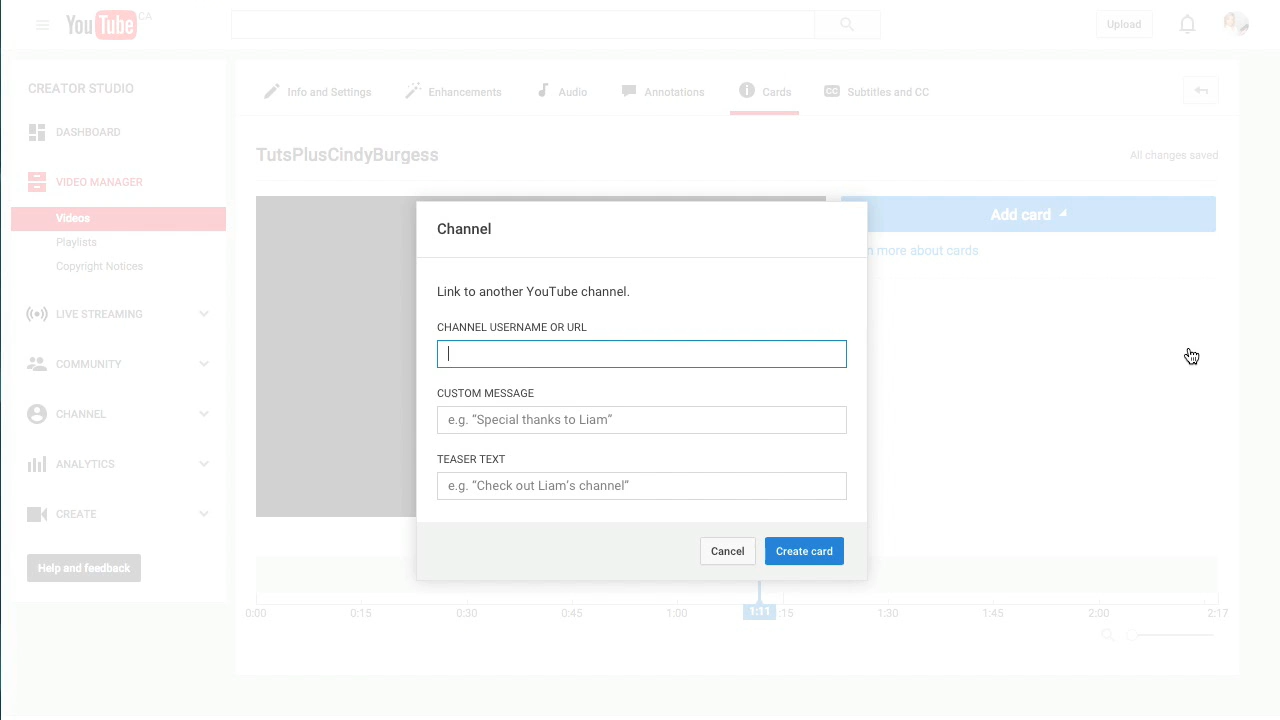 YouTube CA
Upload
CREATOR STUDIO
DASHBOARD
VIDEO MANAGER
Videos
Playlists
Copyright Notices
LIVE STREAMING
COMMUNITY
CHANNEL
ANALYTICS
CREATE
Help and feedback
Info and Settings
Enhancements
Audio
Annotations
Cards
CC Subtitles and CC
TutsPlusCindyBurgess
All changes saved
Add card
more about cards
Channel
Link to another YouTube channel.
CHANNEL USERNAME OR URL
CUSTOM MESSAGE
e.g. “Special thanks to Liam”
TEASER TEXT
e.g. “Check out Liam’s channel”
Cancel
Create card
0:00 0:15 0:30 0:45 1:00 1:11 :15 1:30 1:45 2:00 2:17